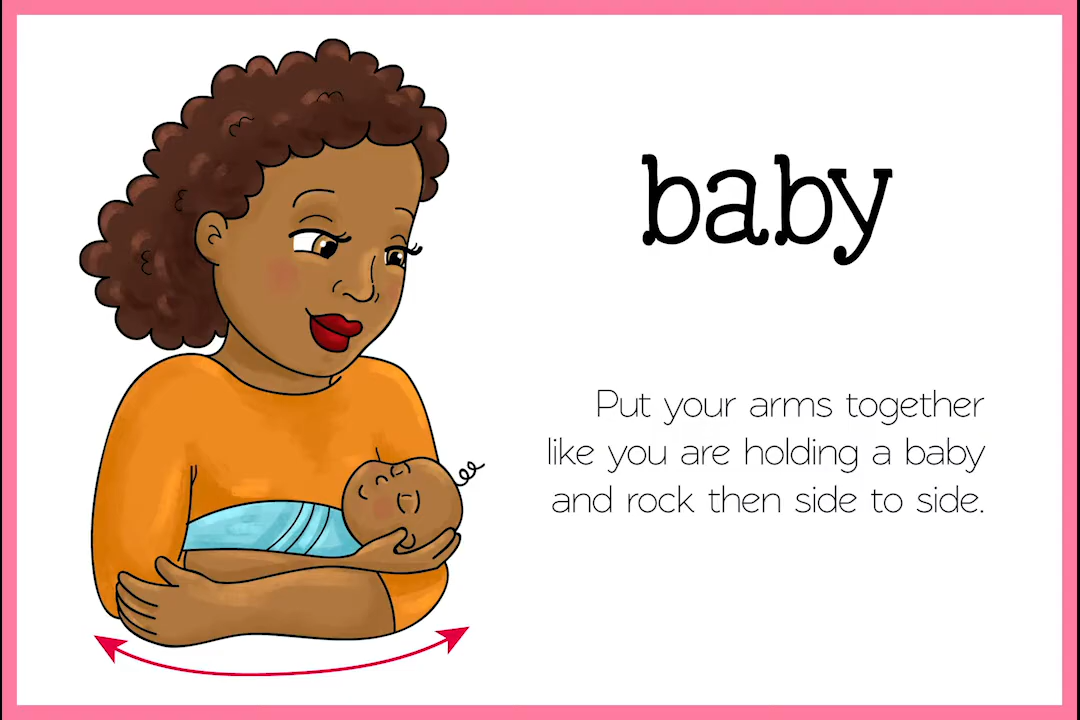 baby
Put your arms together
like you are holding a baby
and rock then side to side.